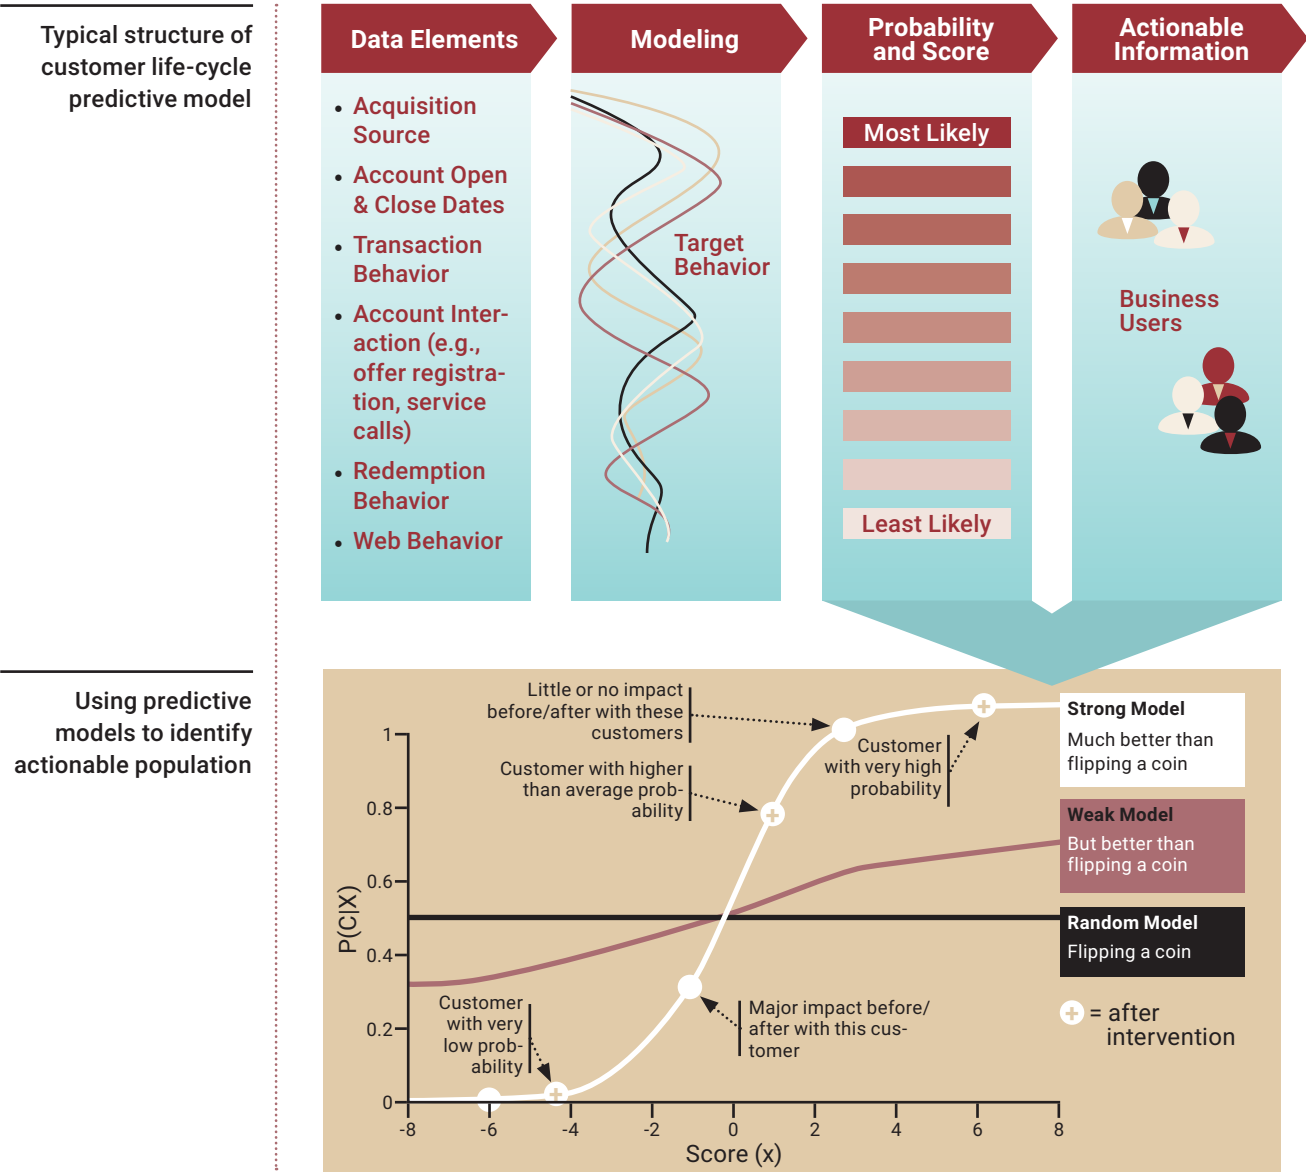 Typical structure of
customer life-cycle
predictive model
Data Elements
• Acquisition
Source
• Account Open
& Close Dates
• Transaction
Behavior
• Account Inter-
action (e.g.,
offer registra-
tion, service
calls)
• Redemption
Behavior
• Web Behavior
Modeling
Target
Behavior
Probability
and Score
Most Likely
Least Likely
Actionable
Information
Business
Users
Using predictive
models to identify
actionable population
Little or no impact
before/after with these
customers
Customer with higher
than average prob-
ability
Customer
with very high
probability
Customer
with very
low prob-
ability
Major impact before/
after with this cus-
tomer
P(C|X)
1
0.8
0.6
0.4
0.2
0
-8 -6 -4 -2 0 2 4 6 8
Score (x)
Strong Model
Much better than
flipping a coin
Weak Model
But better than
flipping a coin
Random Model
Flipping a coin
+ = after
intervention